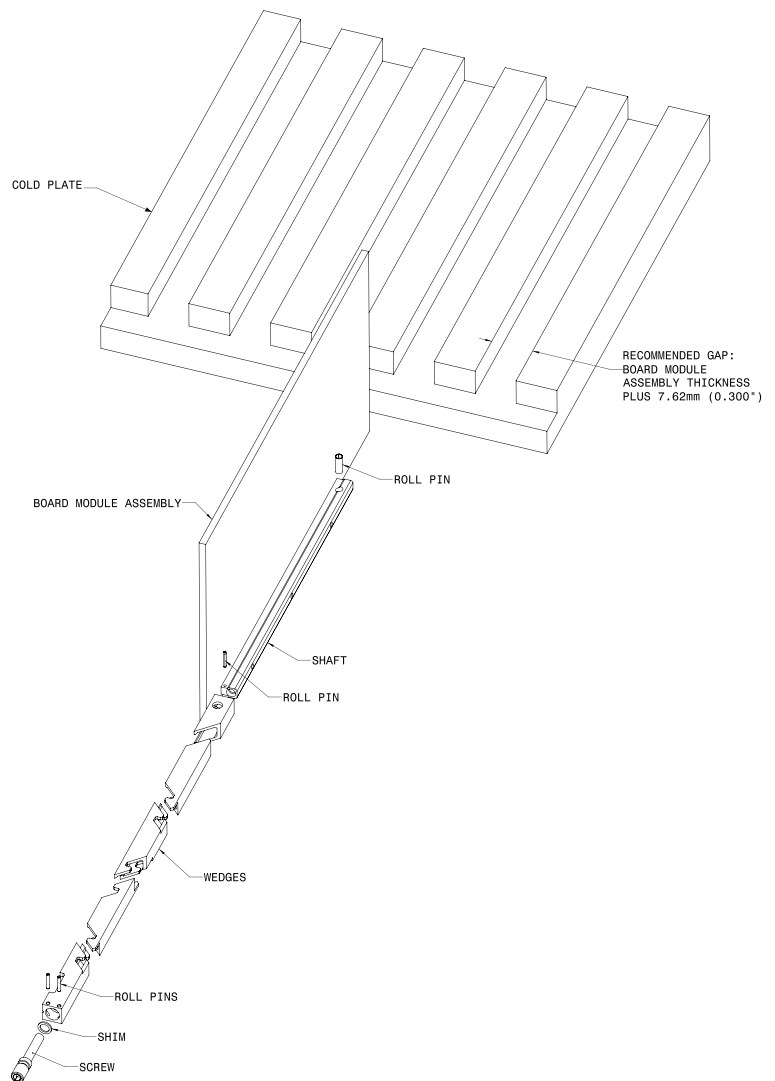 COLD PLATE
RECOMMENDED GAP:
BOARD MODULE
ASSEMBLY THICKNESS
PLUS 7.62mm (0.300")
ROLL PIN
BOARD MODULE ASSEMBLY
SHAFT
ROLL PIN
WEDGES
ROLL PINS
SHIM
SCREW